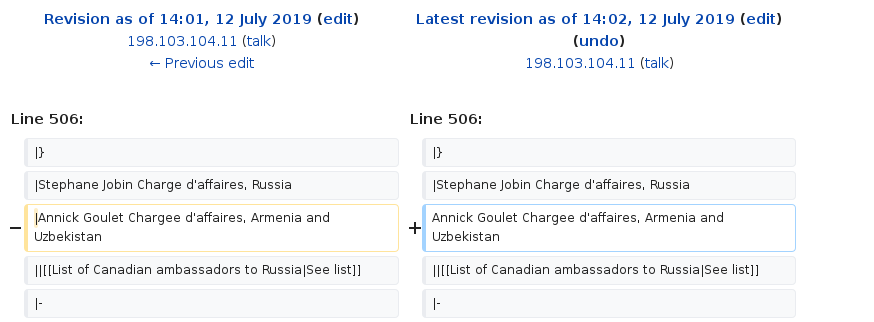 Revision as of 14:01, 12 July 2019 (edit)
198.103.104.11 (talk)
← Previous edit
Latest revision as of 14:02, 12 July 2019 (edit)
(undo)
198.103.104.11 (talk)
Line 506:
Line 506:
|}
|}
|Stephane Jobin Charge d'affaires, Russia
|Stephane Jobin Charge d'affaires, Russia
− |Annick Goulet Chargee d'affaires, Armenia and
Uzbekistan
+ Annick Goulet Chargee d'affaires, Armenia and
Uzbekistan
||[[List of Canadian ambassadors to Russia|See list]]
||[[List of Canadian ambassadors to Russia|See list]]
|-
|-